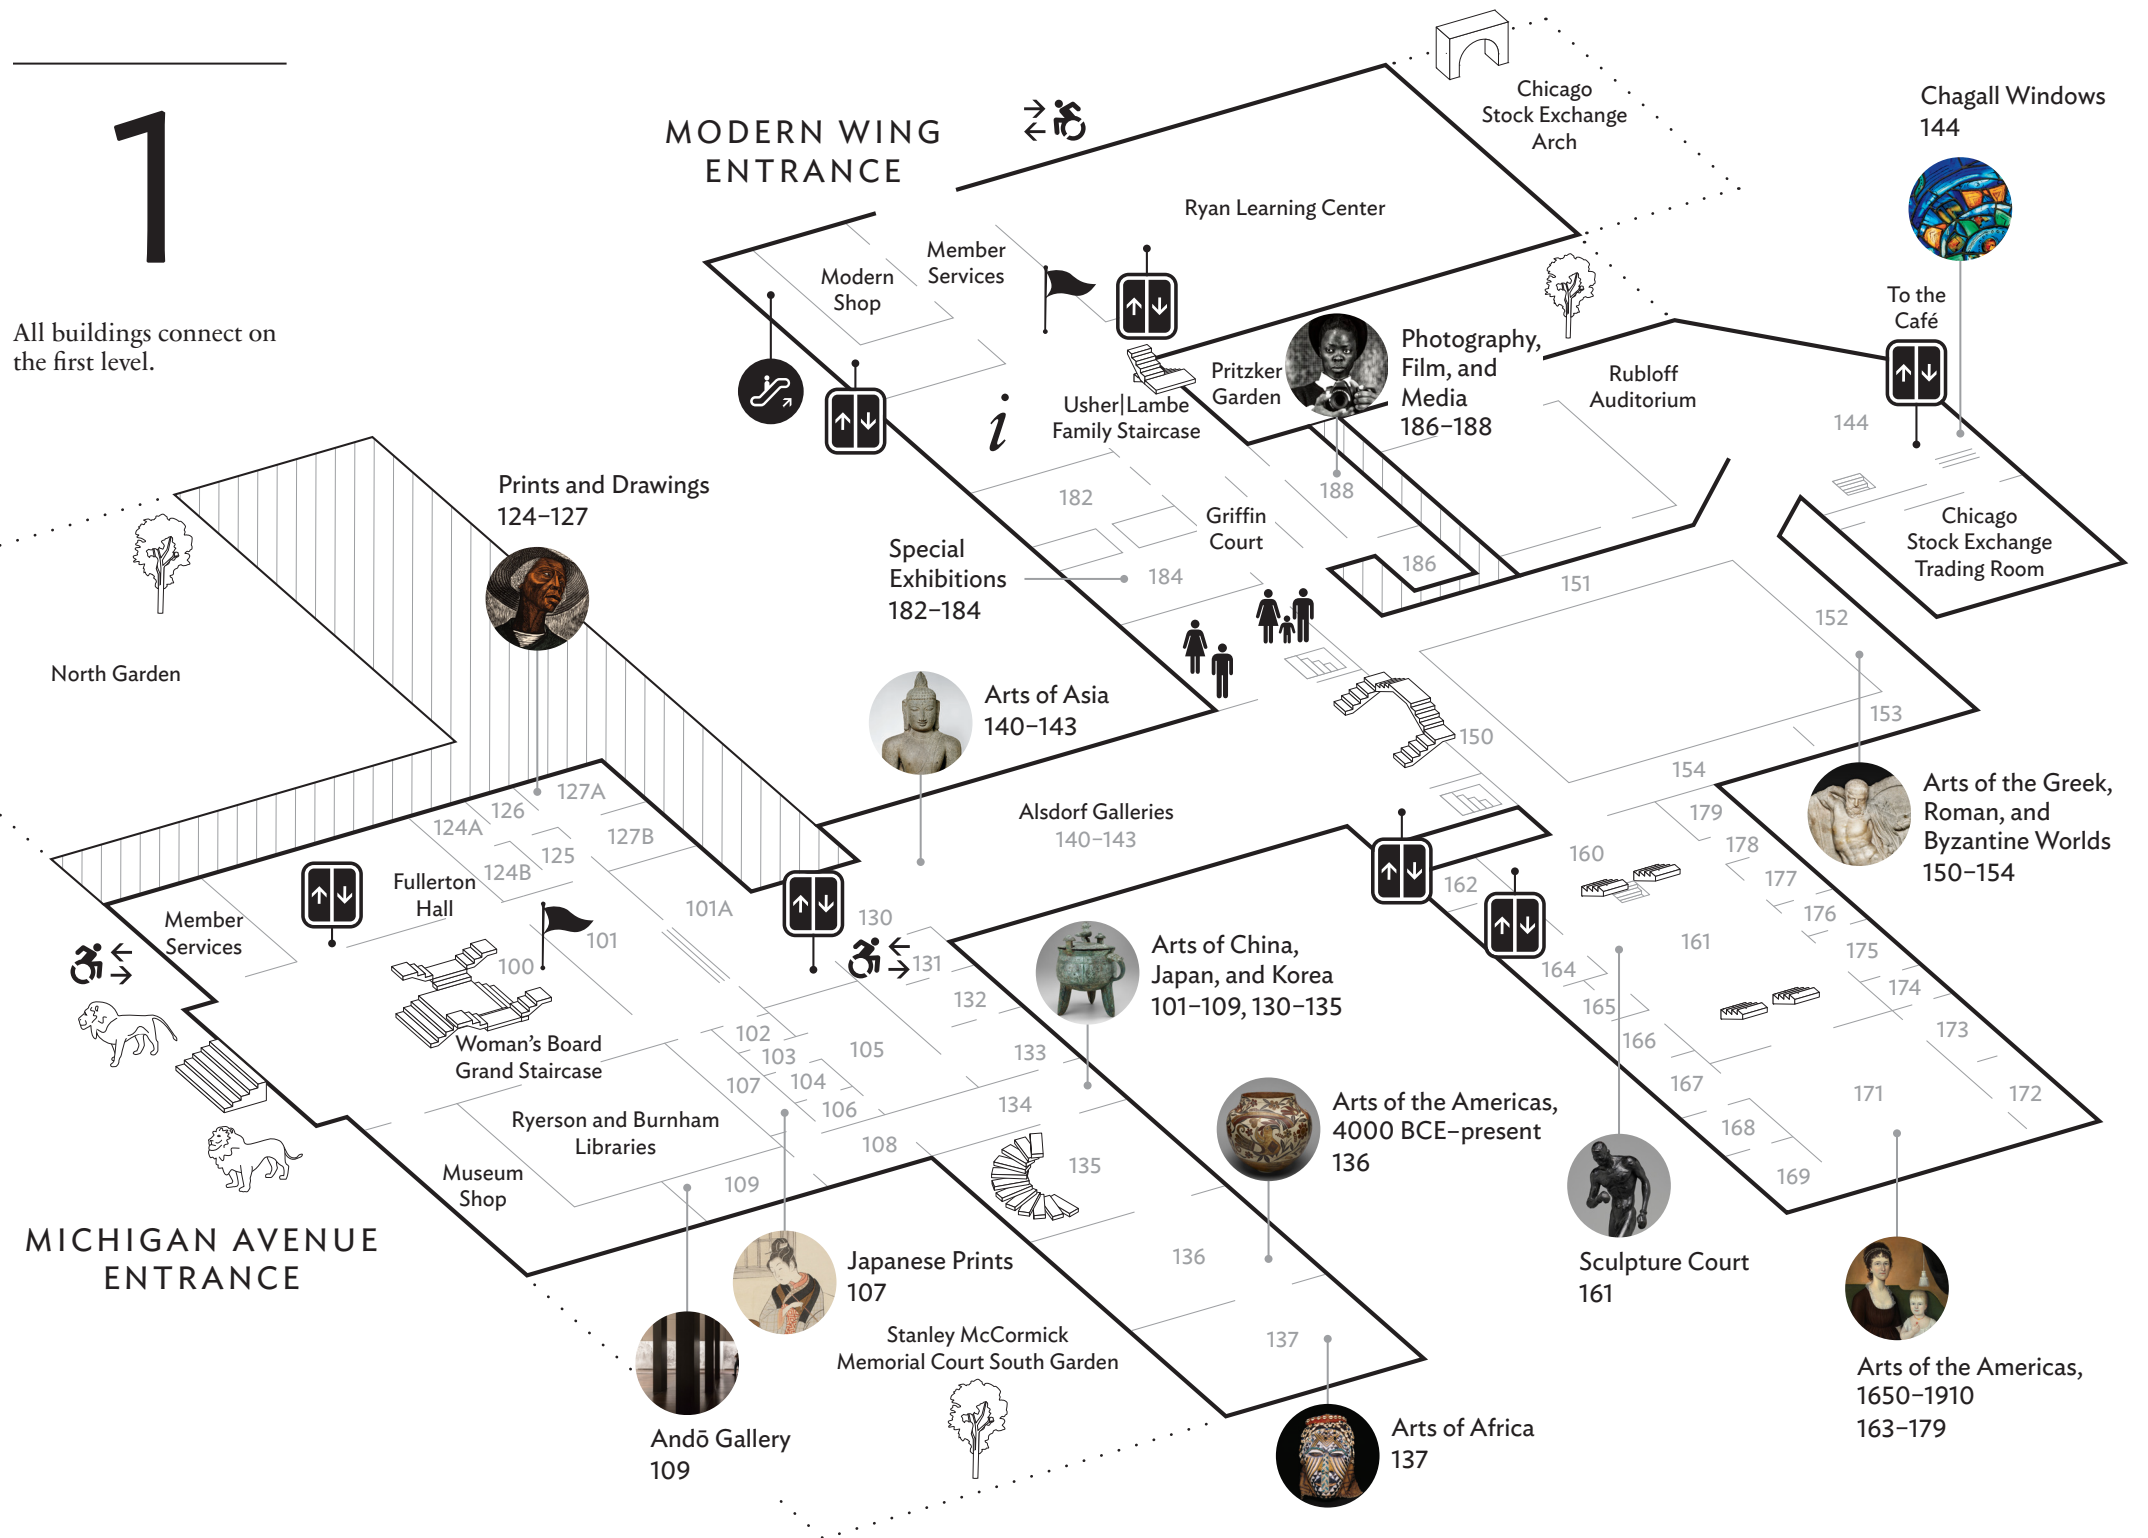 1
All buildings connect on
the first level.
MODERN WING
ENTRANCE
Chicago
Stock Exchange
Arch
Chagall Windows
144
Ryan Learning Center
Member
Services
Modern
Shop
To the
Café
Photography,
Film, and
Media
186–188
Pritzker
Garden
Rubloff
Auditorium
Usher|Lambe
Family Staircase
i
144
Prints and Drawings
124–127
182
188
Griffin
Court
Chicago
Stock Exchange
Trading Room
Special
Exhibitions
182–184
184
186
151
152
North Garden
Arts of Asia
140–143
150
153
154
Arts of the Greek,
Roman, and
Byzantine Worlds
150–154
127A
126
124A
127B
125
124B
Alsdorf Galleries
140–143
179
178
160
177
162
176
Fullerton
Hall
Member
Services
101A
101
100
130
131
132
Arts of China,
Japan, and Korea
101–109, 130–135
161
175
164
174
165
173
166
102
103
105
133
Woman's Board
Grand Staircase
107
104
106
134
167
171
172
Arts of the Americas,
4000 BCE–present
136
Ryerson and Burnham
Libraries
108
135
168
169
Museum
Shop
109
MICHIGAN AVENUE
ENTRANCE
Japanese Prints
107
136
Sculpture Court
161
Stanley McCormick
Memorial Court South Garden
137
Arts of the Americas,
1650–1910
163–179
Andō Gallery
109
Arts of Africa
137